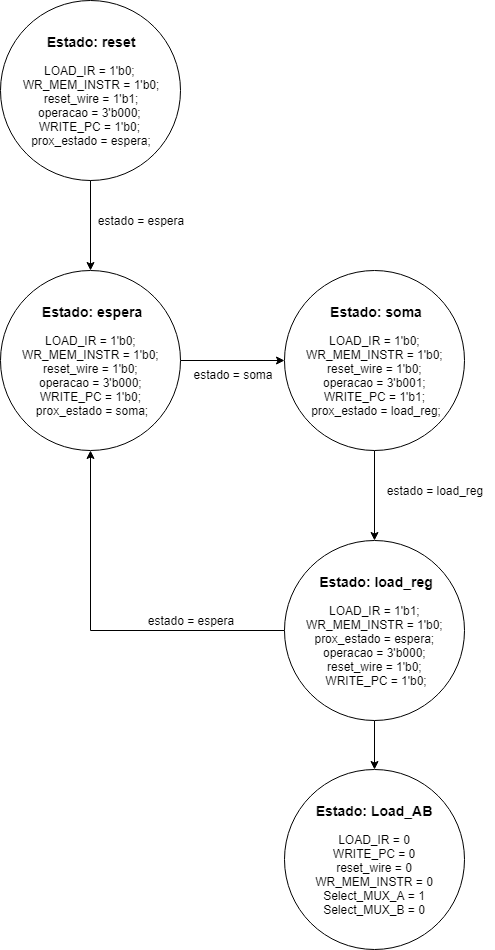 Estado: reset
LOAD_IR = 1'b0;
WR_MEM_INSTR = 1'b0;
reset_wire = 1'b1;
operacao = 3'b000;
WRITE_PC = 1'b0;
prox_estado = espera;
estado = espera
Estado: espera
LOAD_IR = 1'b0;
WR_MEM_INSTR = 1'b0;
reset_wire = 1'b0;
operacao = 3'b000;
WRITE_PC = 1'b0;
prox_estado = soma;
estado = soma
Estado: soma
LOAD_IR = 1'b0;
WR_MEM_INSTR = 1'b0;
reset_wire = 1'b0;
operacao = 3'b001;
WRITE_PC = 1'b1;
prox_estado = load_reg;
estado = load_reg
Estado: load_reg
LOAD_IR = 1'b1;
WR_MEM_INSTR = 1'b0;
prox_estado = espera;
operacao = 3'b000;
reset_wire = 1'b0;
WRITE_PC = 1'b0;
estado = espera
Estado: Load_AB
LOAD_IR = 0
WRITE_PC = 0
reset_wire = 0
WR_MEM_INSTR = 0
Select_MUX_A = 1
Select_MUX_B = 0